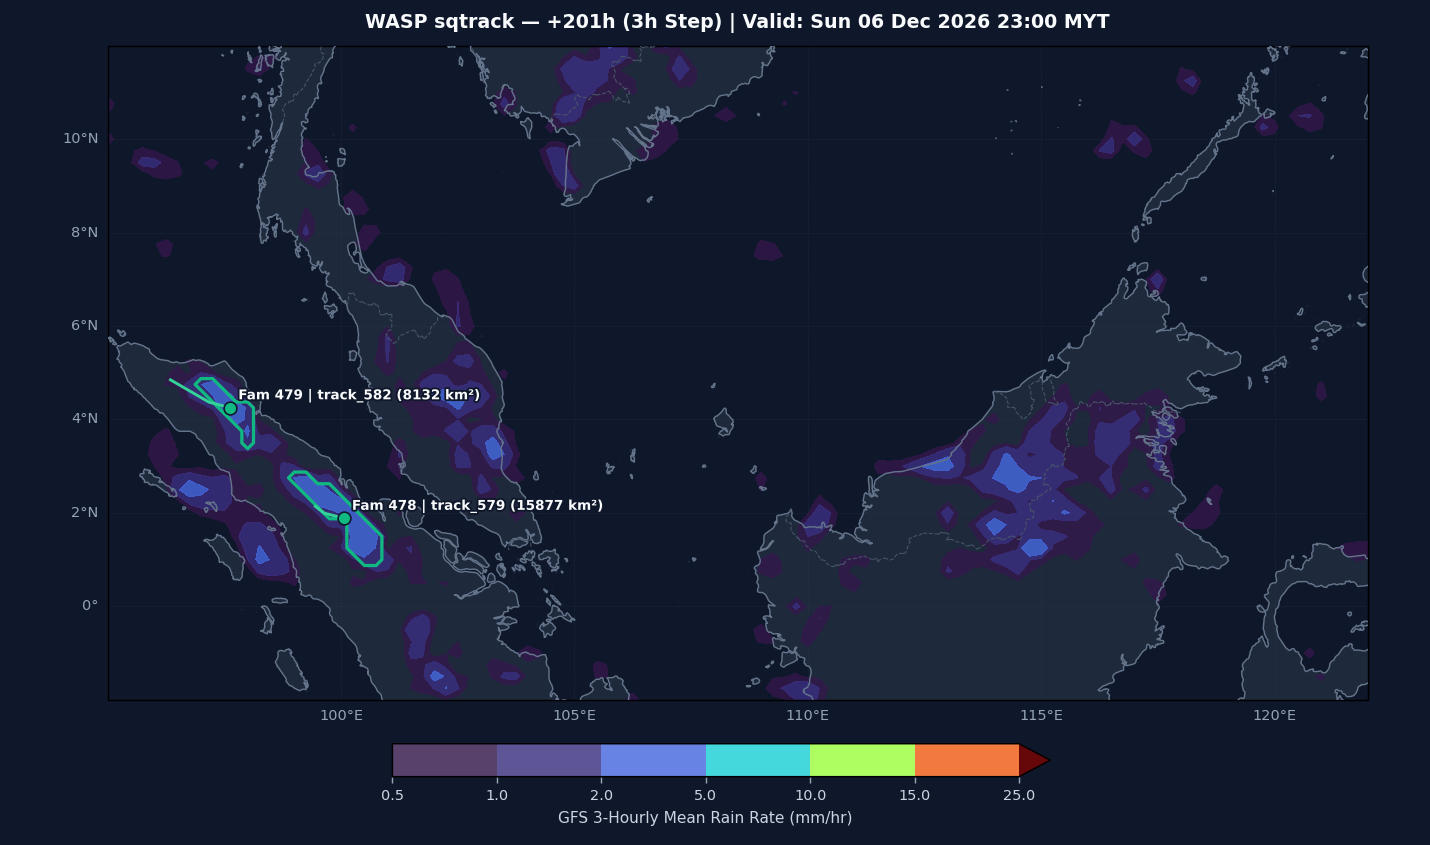 WASP sqtrack — +201h (3h Step) | Valid: Sun 06 Dec 2026 23:00 MYT
10°N
8°N
6°N
4°N
2°N
0°
Fam 479 | track_582 (8132 km²)
Fam 478 | track_579 (15877 km²)
100°E
105°E
110°E
115°E
120°E
0.5
1.0
2.0
5.0
10.0
15.0
25.0
GFS 3-Hourly Mean Rain Rate (mm/hr)